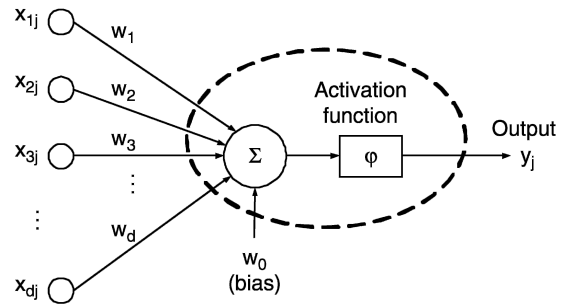 x1j
w1
x2j
w2
Activation
function
x3j
w3
Σ
φ
Output
yj
⋮
⋮
wd
w0
(bias)
xdj